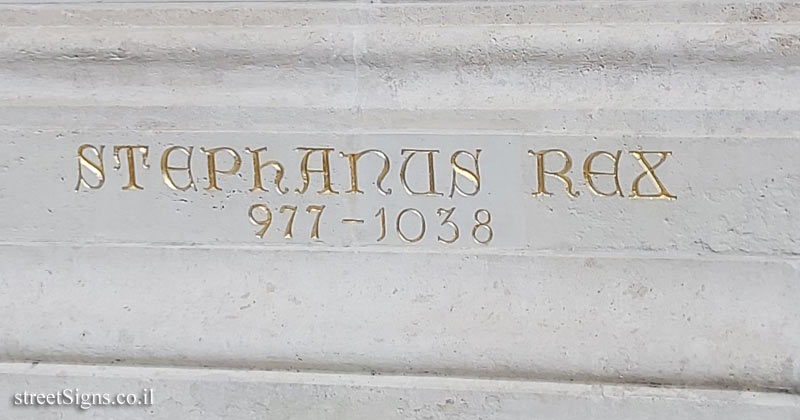 STEPhANUS REX
977-1038
streetSigns.co.il